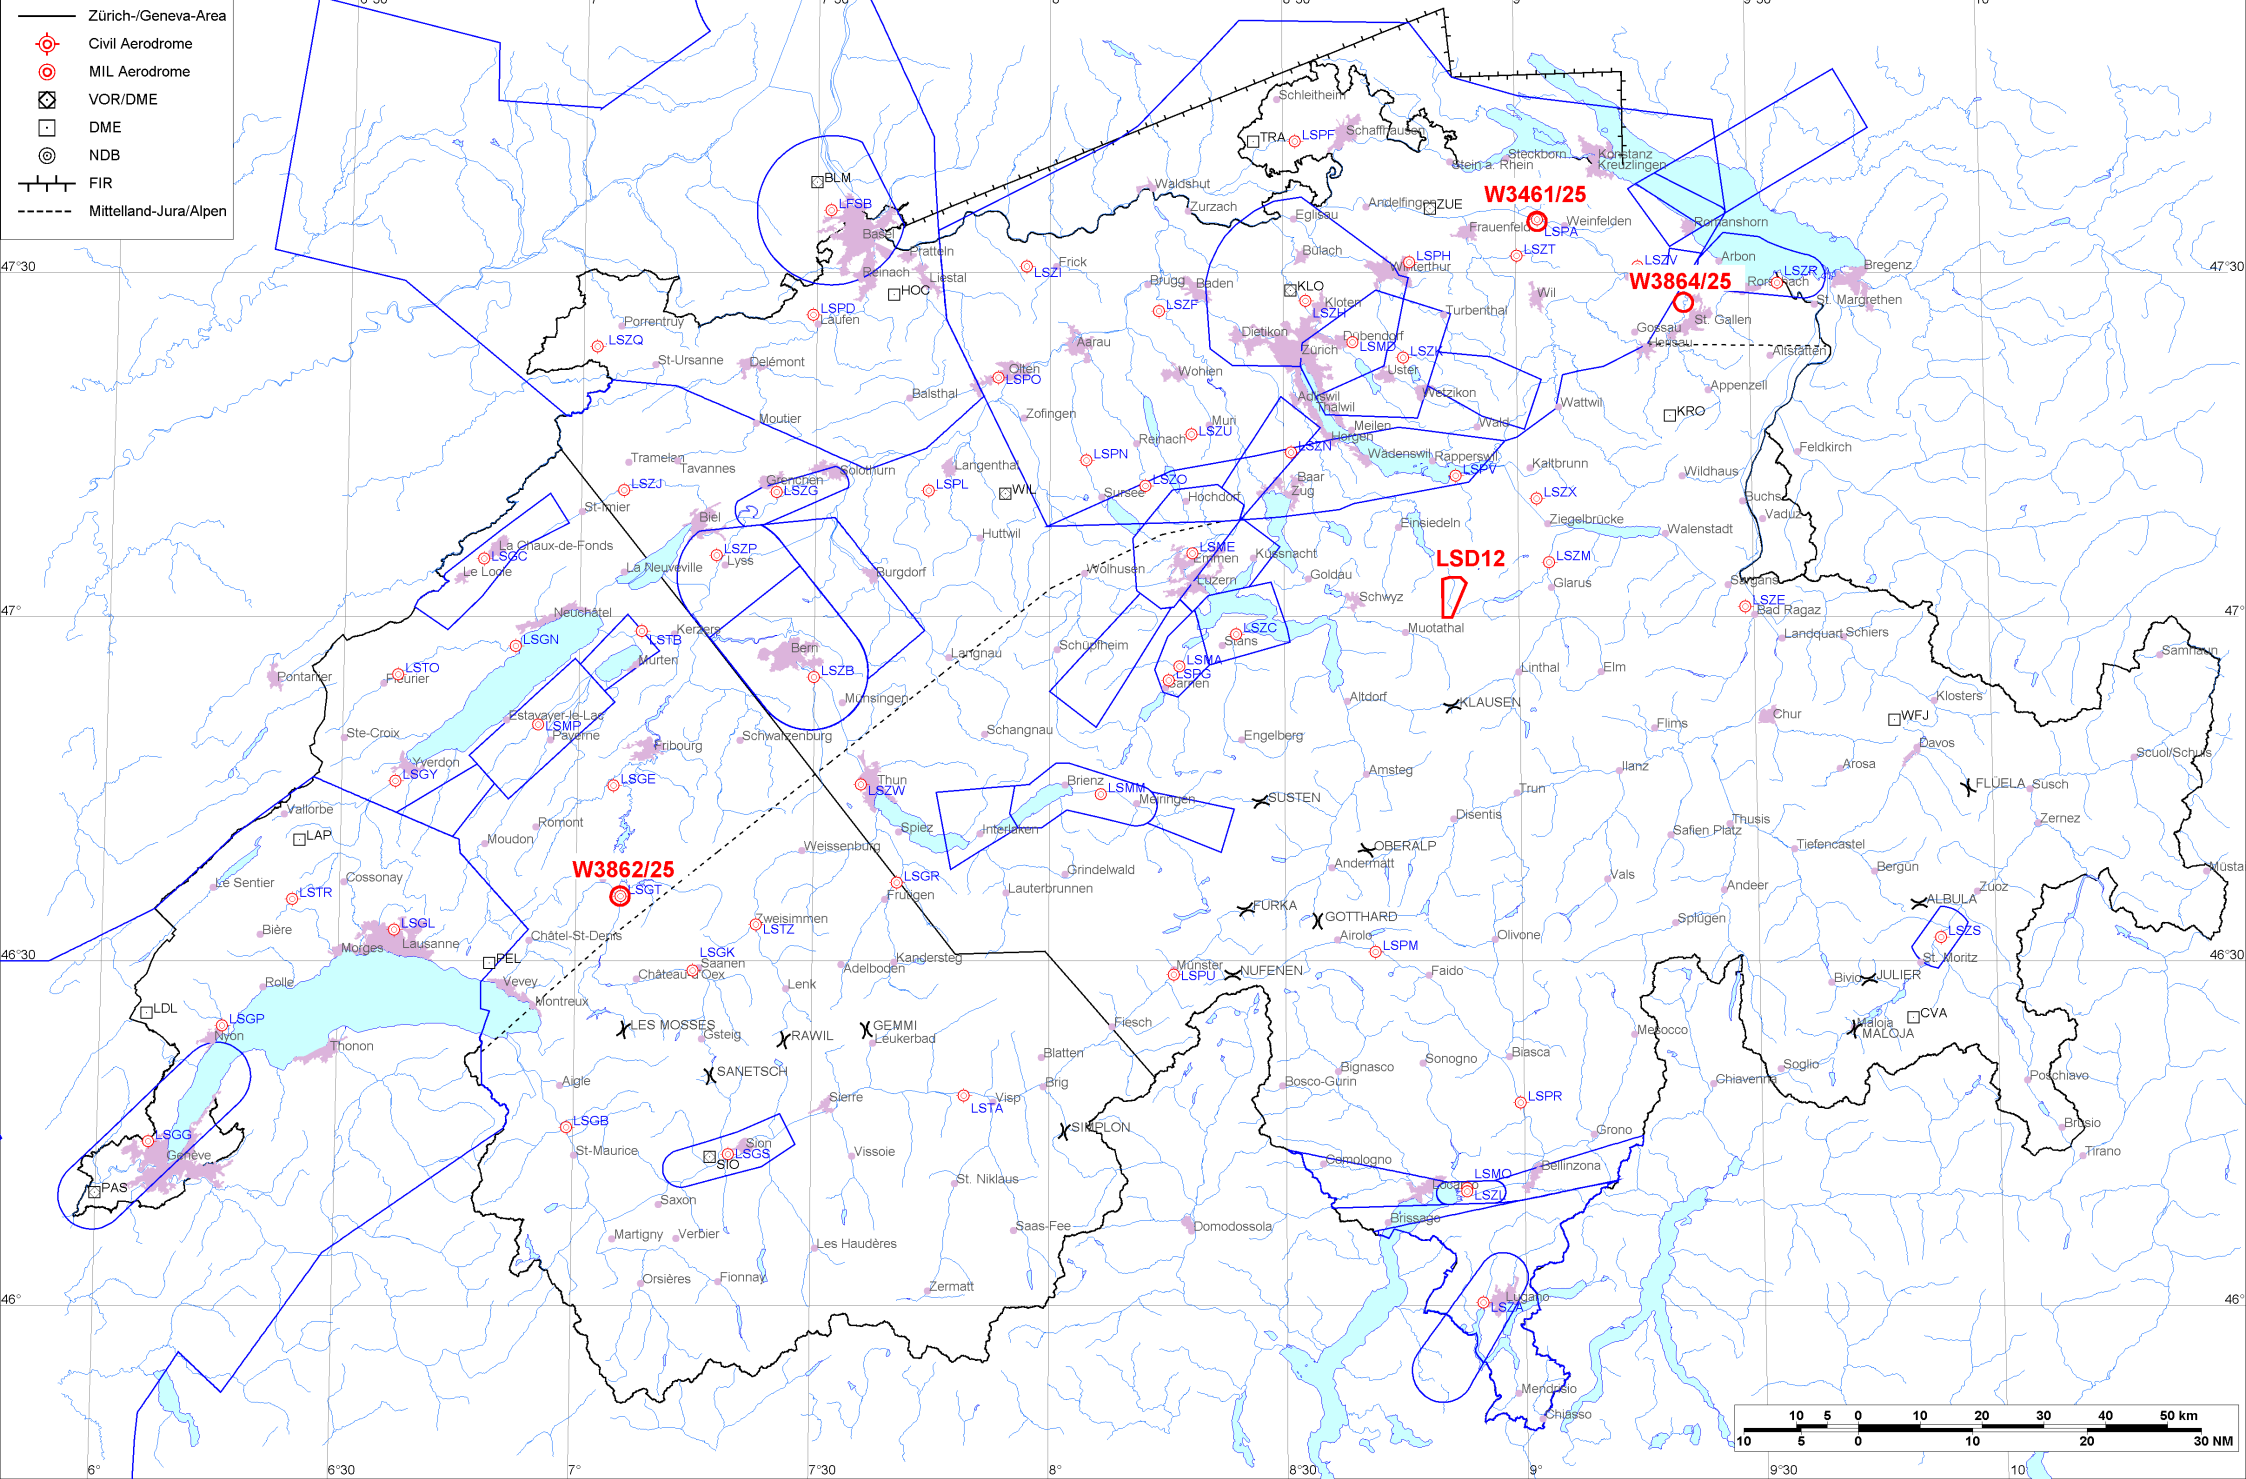 Zürich-/Geneva-Area
Civil Aerodrome
MIL Aerodrome
VOR/DME
DME
NDB
FIR
Mittelland-Jura/Alpen
Schleitheim
TRA
LSPF
Schaffhausen
Stein a. Rhein
Steckborn
Konstanz
Kreuzlingen
BLM
LFSB
Basel
Waldshut
Zurzach
Eglisau
Andelfingen
ZUE
W3461/25
LSPA
Weinfelden
Frauenfeld
Romanshorn
Pratteln
Reinach
Liestal
HOC
Frick
LSZI
Bülach
LSPH
Winterthur
LSZT
LSZV
Arbon
LSZR
Bregenz
47°30
47°30
W3864/25
Rorschach
St. Margrethen
Brugg
Baden
KLO
Kloten
LSZH
LSZF
Turbenthal
Wil
St. Gallen
Gossau
Herisau
Altstätten
LSPD
Laufen
Porrentruy
LSZQ
St-Ursanne
Delémont
Aarau
Dietikon
Zürich
Dübendorf
LSMD
LSZK
Uster
Wetzikon
Olten
LSPO
Wohlen
Balsthal
Zofingen
Muri
Adliswil
Thalwil
Meilen
Horgen
Wald
Wattwil
Appenzell
KRO
Moutier
LSZU
Reinach
LSZN
Wädenswil
Rapperswil
LSPV
Kaltbrunn
Wildhaus
Feldkirch
Tramelan
Tavannes
Solothurn
Grenchen
LSZG
LSZJ
Langenthal
LSPL
WIL
LSPN
LSZO
Sursee
Hochdorf
Baar
Zug
LSZX
Buchs
Vaduz
St-Imier
Biel
Huttwil
Einsiedeln
Ziegelbrücke
Walenstadt
La Chaux-de-Fonds
LSGC
Le Locle
LSZP
Lyss
La Neuveville
Burgdorf
Wolhusen
LSME
Emmen
Luzern
Küssnacht
Goldau
Schwyz
LSD12
LSZM
Glarus
Sargans
LSZE
Bad Ragaz
47°
47°
Neuchâtel
LSGN
LSTB
Kerzers
Murten
Bern
LSZB
Langnau
Schüpfheim
LSZC
Stans
LSMA
LSPG
Sarnen
Muotathal
Landquart
Schiers
Samnaun
LSTO
Fleurier
Pontarlier
Münsingen
Linthal
Elm
Altdorf
KLAUSEN
Klosters
Estavayer-le-Lac
LSMP
Payerne
Ste-Croix
Fribourg
Schwarzenburg
Schangnau
Engelberg
Flims
Chur
WFJ
Davos
Scuol/Schuls
Yverdon
LSGY
LSGE
Thun
LSZW
Brienz
LSMM
Meiringen
SUSTEN
Amsteg
Trun
Ilanz
Arosa
FLÜELA
Susch
Vallorbe
LAP
Romont
Moudon
Spiez
Interlaken
Weissenburg
Disentis
Safien Platz
Thusis
Tiefencastel
Zernez
OBERALP
Andermatt
Bergün
Le Sentier
Cossonay
LSTR
W3862/25
LSGT
LSGR
Frutigen
Grindelwald
Lauterbrunnen
Vals
Andeer
Zuoz
ALBULA
FURKA
GOTTHARD
Splügen
Bière
LSGL
Lausanne
Morges
Châtel-St-Denis
Zweisimmen
LSTZ
LSGK
Saanen
Château-d'Oex
Airolo
LSPM
Olivone
LSZS
St. Moritz
46°30
46°30
Rolle
Vevey
Montreux
Adelboden
Kandersteg
Lenk
Münster
LSPU
NUFENEN
Faido
Bivio
JULIER
LDL
LSGP
Nyon
Thonon
LES MOSSES
Gsteig
RAWIL
GEMMI
Leukerbad
Fiesch
Mesocco
Maloja
MALOJA
CVA
SANETSCH
Aigle
Blatten
Brig
Bignasco
Bosco-Gurin
Sonogno
Biasca
Soglio
Chiavenna
Poschiavo
LSGG
Genève
PAS
LSGB
St-Maurice
Sierre
Sion
LSGS
SIO
Vissoie
LSTA
Visp
SIMPLON
LSPR
Grono
Brusio
Tirano
Comologno
LSMO
Bellinzona
LSZL
Brissago
Saxon
Martigny
Verbier
St. Niklaus
Saas-Fee
Domodossola
Les Haudères
Orsières
Fionnay
Zermatt
46°
46°
Lugano
LSZA
Mendrisio
Chiasso
10 5 0 10 20 30 40 50 km
10 5 0 10 20 30 NM
6° 6°30 7° 7°30 8° 8°30 9° 9°30 10°